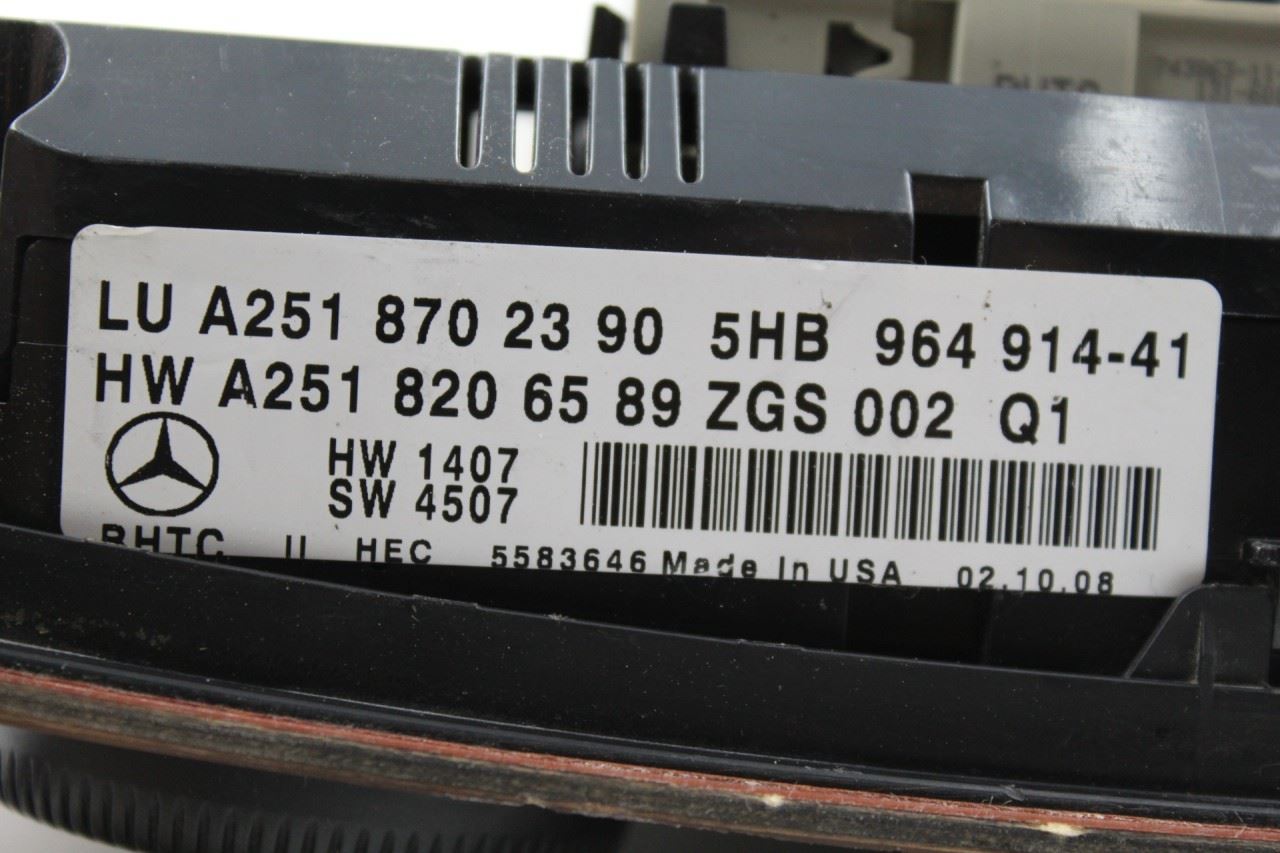 LU A251 870 23 90 5HB 964 914-41
HW A251 820 65 89 ZGS 002 Q1
HW 1407
SW 4507
BHTC II HEC 5583646 Made In USA 02.10.08